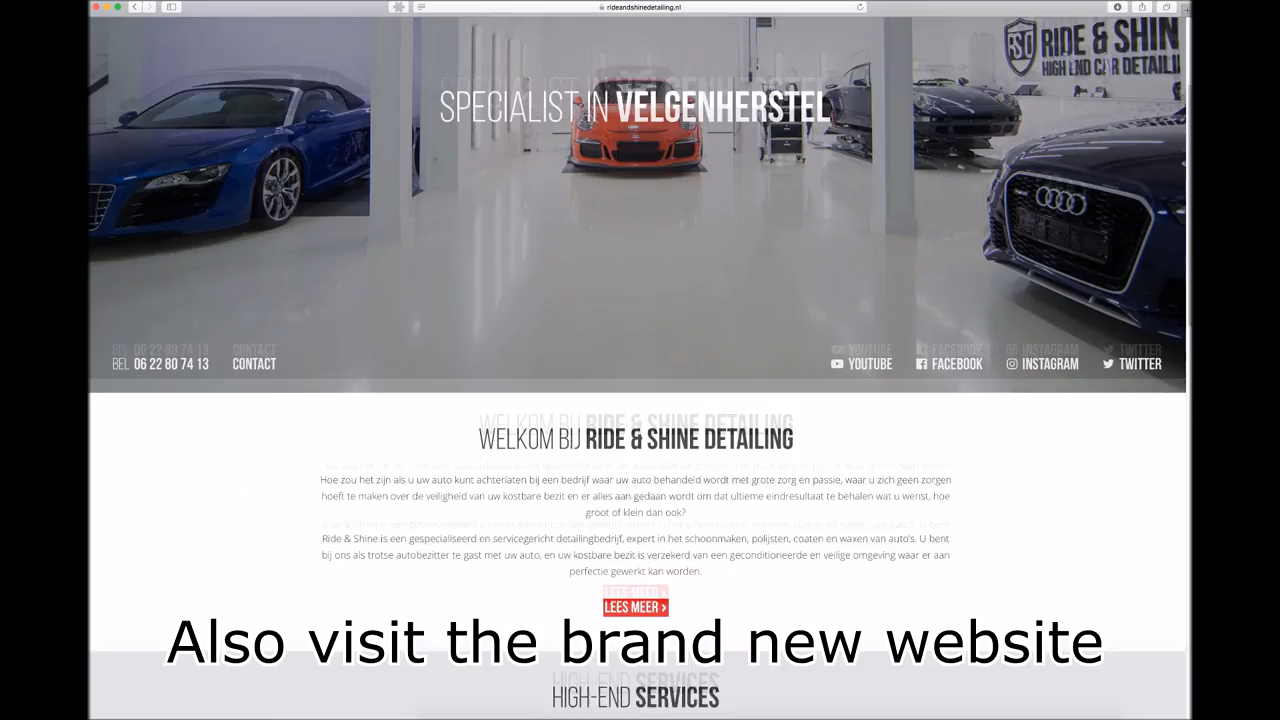 rideandshinedetailing.nl
RIDE & SHIN
HIGH END CAR DETAILI
SPECIALIST IN VELGENHERSTEL
BEL 06 22 80 74 13 CONTACT YOUTUBE FACEBOOK INSTAGRAM TWITTER
WELKOM BIJ RIDE & SHINE DETAILING
Hoe zou het zijn als u uw auto kunt achterlaten bij een bedrijf waar uw auto behandeld wordt met grote zorg en passie, waar u zich geen zorgen
hoeft te maken over de veiligheid van uw kostbare bezit en er alles aan gedaan wordt om dat ultieme eindresultaat te behalen wat u wenst, hoe
groot of klein dan ook?
Ride & Shine is een gespecialiseerd en servicegericht detailingbedrijf, expert in het schoonmaken, polijsten, coaten en waxen van auto's. U bent
bij ons als trotse autobezitter te gast met uw auto, en uw kostbare bezit is verzekerd van een geconditioneerde en veilige omgeving waar er aan
perfectie gewerkt kan worden.
LEES MEER >
Also visit the brand new website
HIGH-END SERVICES